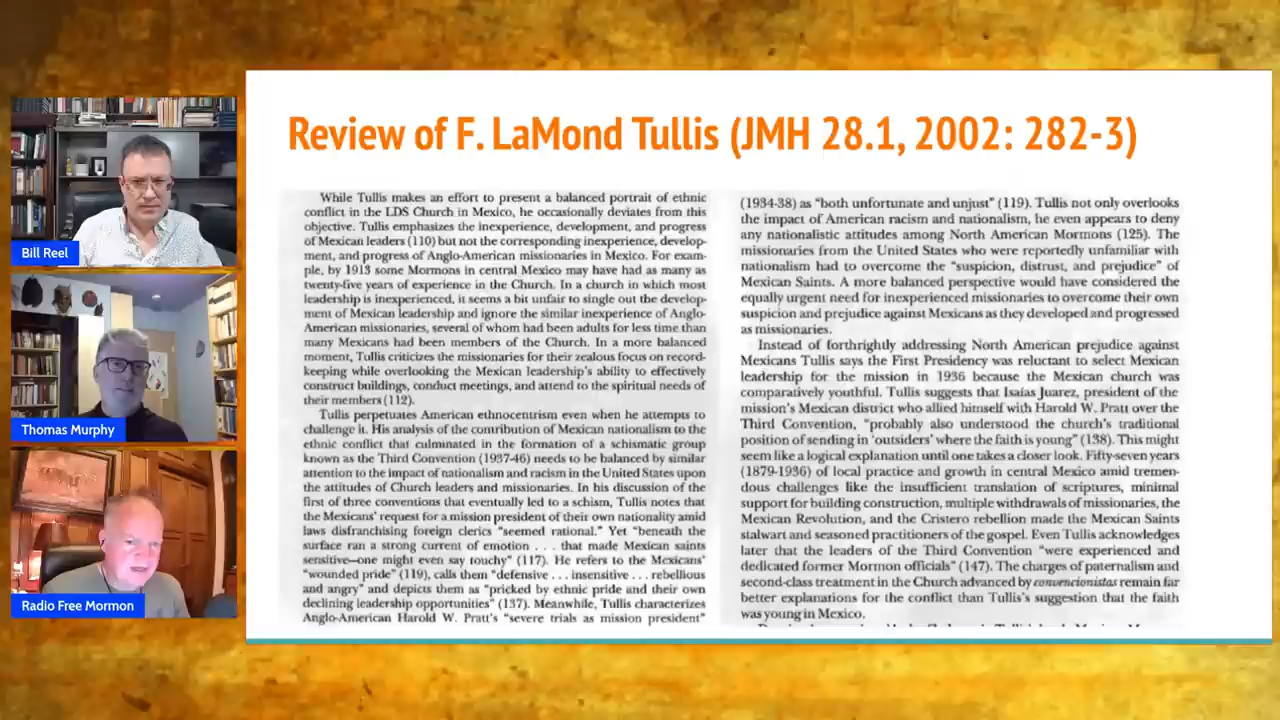 Review of F. LaMond Tullis (JMH 28.1, 2002: 282-3)
While Tullis makes an effort to present a balanced portrait of ethnic
conflict in the LDS Church in Mexico, he occasionally deviates from this
objective. Tullis emphasizes the inexperience, development, and progress
of Mexican leaders (110) but not the corresponding inexperience, develop-
ment, and progress of Anglo-American missionaries in Mexico. For exam-
ple, by 1913 some Mormons in central Mexico may have had as many as
twenty-five years of experience in the Church. In a church in which most
leadership is inexperienced, it seems a bit unfair to single out the develop-
ment of Mexican leadership and ignore the similar inexperience of Anglo-
American missionaries, several of whom had been adults for less time than
many Mexicans had been members of the Church. In a more balanced
moment, Tullis criticizes the missionaries for their zealous focus on record-
keeping while overlooking the Mexican leadership's ability to effectively
construct buildings, conduct meetings, and attend to the spiritual needs of
their members (112).
Tullis perpetuates American ethnocentrism even when he attempts to
challenge it. His analysis of the contribution of Mexican nationalism to the
ethnic conflict that culminated in the formation of a schismatic group
known as the Third Convention (1937-46) needs to be balanced by similar
attention to the impact of nationalism and racism in the United States upon
the attitudes of Church leaders and missionaries. In his discussion of the
first of three conventions that eventually led to a schism, Tullis notes that
the Mexicans' request for a mission president of their own nationality amid
laws disfranchising foreign clerics "seemed rational." Yet "beneath the
surface ran a strong current of emotion . . . that made Mexican saints
sensitive—one might even say touchy" (117). He refers to the Mexicans'
"wounded pride" (119), calls them "defensive . . . insensitive . . . rebellious
and angry" and depicts them as "pricked by ethnic pride and their own
declining leadership opportunities" (137). Meanwhile, Tullis characterizes
Anglo-American Harold W. Pratt's "severe trials as mission president"
(1934-38) as "both unfortunate and unjust" (119). Tullis not only overlooks
the impact of American racism and nationalism, he even appears to deny
any nationalistic attitudes among North American Mormons (125). The
missionaries from the United States who were reportedly unfamiliar with
nationalism had to overcome the "suspicion, distrust, and prejudice" of
Mexican Saints. A more balanced perspective would have considered the
equally urgent need for inexperienced missionaries to overcome their own
suspicion and prejudice against Mexicans as they developed and progressed
as missionaries.
Instead of forthrightly addressing North American prejudice against
Mexicans Tullis says the First Presidency was reluctant to select Mexican
leadership for the mission in 1936 because the Mexican church was
comparatively youthful. Tullis suggests that Isaias Juarez, president of the
mission's Mexican district who allied himself with Harold W. Pratt over the
Third Convention, "probably also understood the church's traditional
position of sending in 'outsiders' where the faith is young" (138). This might
seem like a logical explanation until one takes a closer look. Fifty-seven years
(1879-1936) of local practice and growth in central Mexico amid tremen-
dous challenges like the insufficient translation of scriptures, minimal
support for building construction, multiple withdrawals of missionaries, the
Mexican Revolution, and the Cristero rebellion made the Mexican Saints
stalwart and seasoned practitioners of the gospel. Even Tullis acknowledges
later that the leaders of the Third Convention "were experienced and
dedicated former Mormon officials" (147). The charges of paternalism and
second-class treatment in the Church advanced by convencionistas remain far
better explanations for the conflict than Tullis's suggestion that the faith
was young in Mexico.
Bill Reel
Thomas Murphy
Radio Free Mormon